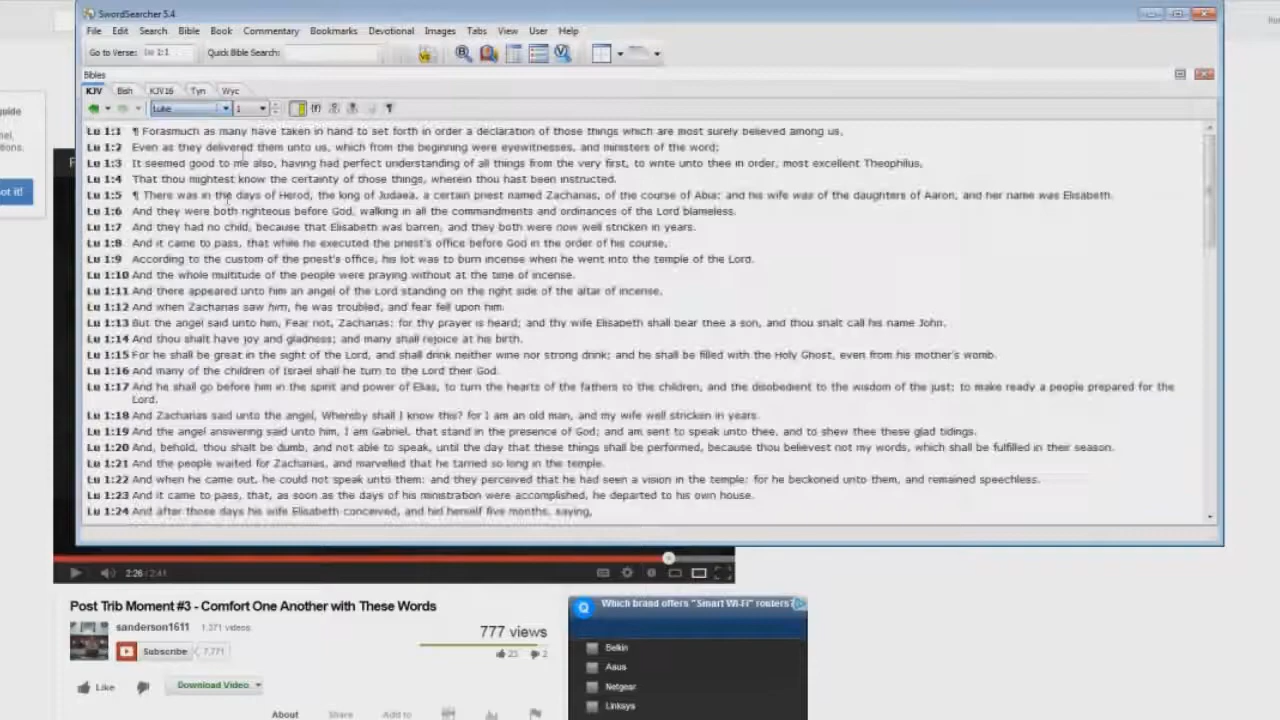 SwordSearcher 5.4
File Edit Search Bible Book Commentary Bookmarks Devotional Images Tabs View User Help
Go to Verse: Lu 1:1 Quick Bible Search:
Bibles
KJV Bish KJV16 Tyn Wyc
Luke 1
Lu 1:1 ¶ Forasmuch as many have taken in hand to set forth in order a declaration of those things which are most surely believed among us,
Lu 1:2 Even as they delivered them unto us, which from the beginning were eyewitnesses, and ministers of the word;
Lu 1:3 It seemed good to me also, having had perfect understanding of all things from the very first, to write unto thee in order, most excellent Theophilus,
Lu 1:4 That thou mightest know the certainty of those things, wherein thou hast been instructed.
Lu 1:5 ¶ There was in the days of Herod, the king of Judaea, a certain priest named Zacharias, of the course of Abia: and his wife was of the daughters of Aaron, and her name was Elisabeth.
Lu 1:6 And they were both righteous before God, walking in all the commandments and ordinances of the Lord blameless.
Lu 1:7 And they had no child, because that Elisabeth was barren, and they both were now well stricken in years.
Lu 1:8 And it came to pass, that while he executed the priest's office before God in the order of his course,
Lu 1:9 According to the custom of the priest's office, his lot was to burn incense when he went into the temple of the Lord.
Lu 1:10 And the whole multitude of the people were praying without at the time of incense.
Lu 1:11 And there appeared unto him an angel of the Lord standing on the right side of the altar of incense.
Lu 1:12 And when Zacharias saw him, he was troubled, and fear fell upon him.
Lu 1:13 But the angel said unto him, Fear not, Zacharias: for thy prayer is heard; and thy wife Elisabeth shall bear thee a son, and thou shalt call his name John.
Lu 1:14 And thou shalt have joy and gladness; and many shall rejoice at his birth.
Lu 1:15 For he shall be great in the sight of the Lord, and shall drink neither wine nor strong drink; and he shall be filled with the Holy Ghost, even from his mother's womb.
Lu 1:16 And many of the children of Israel shall he turn to the Lord their God.
Lu 1:17 And he shall go before him in the spirit and power of Elias, to turn the hearts of the fathers to the children, and the disobedient to the wisdom of the just; to make ready a people prepared for the
Lord.
Lu 1:18 And Zacharias said unto the angel, Whereby shall I know this? for I am an old man, and my wife well stricken in years.
Lu 1:19 And the angel answering said unto him, I am Gabriel, that stand in the presence of God; and am sent to speak unto thee, and to shew thee these glad tidings.
Lu 1:20 And, behold, thou shalt be dumb, and not able to speak, until the day that these things shall be performed, because thou believest not my words, which shall be fulfilled in their season.
Lu 1:21 And the people waited for Zacharias, and marvelled that he tarried so long in the temple.
Lu 1:22 And when he came out, he could not speak unto them: and they perceived that he had seen a vision in the temple: for he beckoned unto them, and remained speechless.
Lu 1:23 And it came to pass, that, as soon as the days of his ministration were accomplished, he departed to his own house.
Lu 1:24 And after those days his wife Elisabeth conceived, and hid herself five months, saying,
guide
ot it!
2:26 / 2:41
Post Trib Moment #3 - Comfort One Another with These Words
sanderson1611 1,371 videos
Subscribe 7,771
777 views
23 2
Like
Download Video
About Share Add to
Which brand offers "Smart Wi-Fi" routers?
Belkin
Asus
Netgear
Linksys